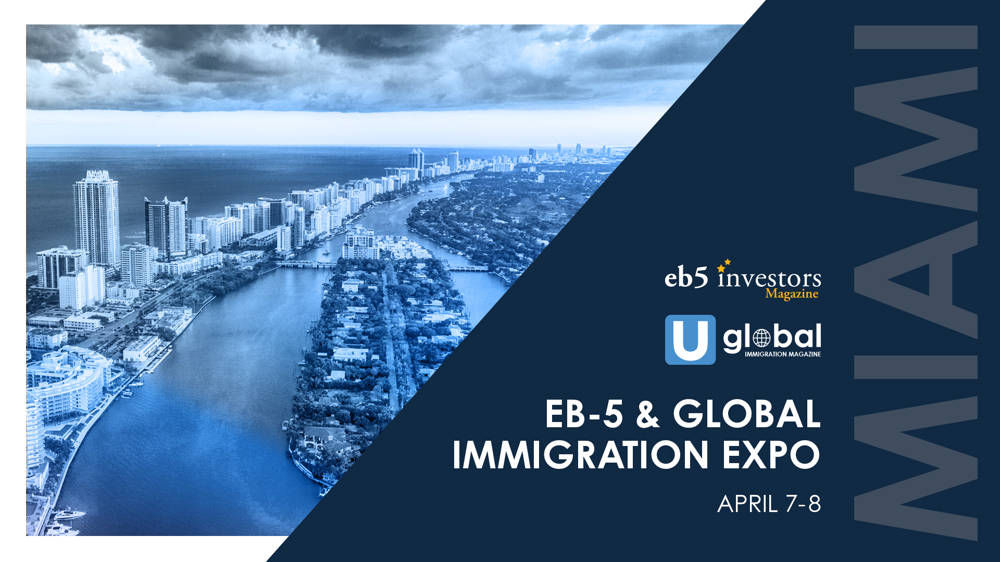 eb5 investors
Magazine
U global
IMMIGRATION MAGAZINE
EB-5 & GLOBAL
IMMIGRATION EXPO
APRIL 7-8
MIAMI